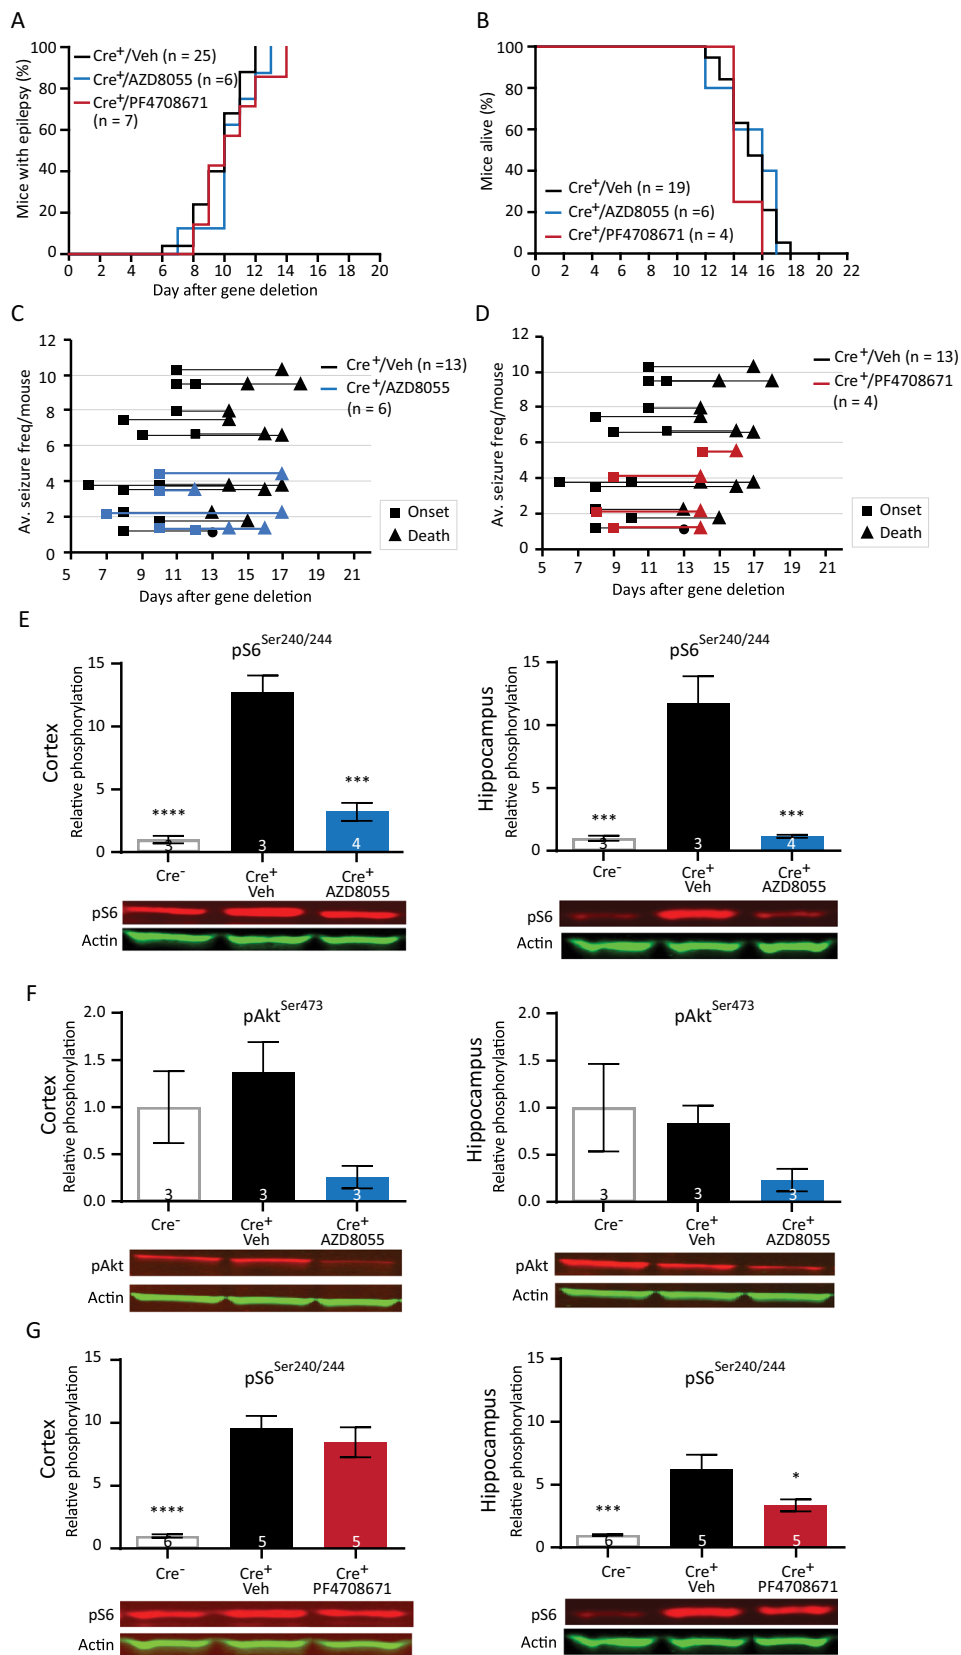 A
Mice with epilepsy (%)
100
80
60
40
20
0
Cre+/Veh (n = 25)
Cre+/AZD8055 (n =6)
Cre+/PF4708671
(n = 7)
0 2 4 6 8 10 12 14 16 18 20
Day after gene deletion
B
Mice alive (%)
100
80
60
40
20
0
Cre+/Veh (n = 19)
Cre+/AZD8055 (n =6)
Cre+/PF4708671 (n = 4)
0 2 4 6 8 10 12 14 16 18 20 22
C
Av. seizure freq/mouse
12
10
8
6
4
2
0
Cre+/Veh (n =13)
Cre+/AZD8055
(n = 6)
Onset
Death
5 7 9 11 13 15 17 19 21
Days after gene deletion
D
Av. seizure freq/mouse
12
10
8
6
4
2
0
Cre+/Veh (n = 13)
Cre+/PF4708671
(n = 4)
Onset
Death
5 7 9 11 13 15 17 19 21
Days after gene deletion
E
pS6Ser240/244
Cortex
Relative phosphorylation
15
10
5
0
**** ***
3 3 4
Cre- Cre+ Cre+
Veh AZD8055
pS6
Actin
pS6Ser240/244
Hippocampus
Relative phosphorylation
15
10
5
0
*** ***
3 3 4
Cre- Cre+ Cre+
Veh AZD8055
pS6
Actin
F
pAktSer473
Cortex
Relative phosphorylation
2.0
1.5
1.0
0.5
0.0
3 3 3
Cre- Cre+ Cre+
Veh AZD8055
pAkt
Actin
pAktSer473
Hippocampus
Relative phosphorylation
2.0
1.5
1.0
0.5
0.0
3 3 3
Cre- Cre+ Cre+
Veh AZD8055
pAkt
Actin
G
pS6Ser240/244
Cortex
Relative phosphorylation
15
10
5
0
****
6 5 5
Cre- Cre+ Cre+
Veh PF4708671
pS6
Actin
pS6Ser240/244
Hippocampus
Relative phosphorylation
15
10
5
0
*** *
6 5 5
Cre- Cre+ Cre+
Veh PF4708671
pS6
Actin